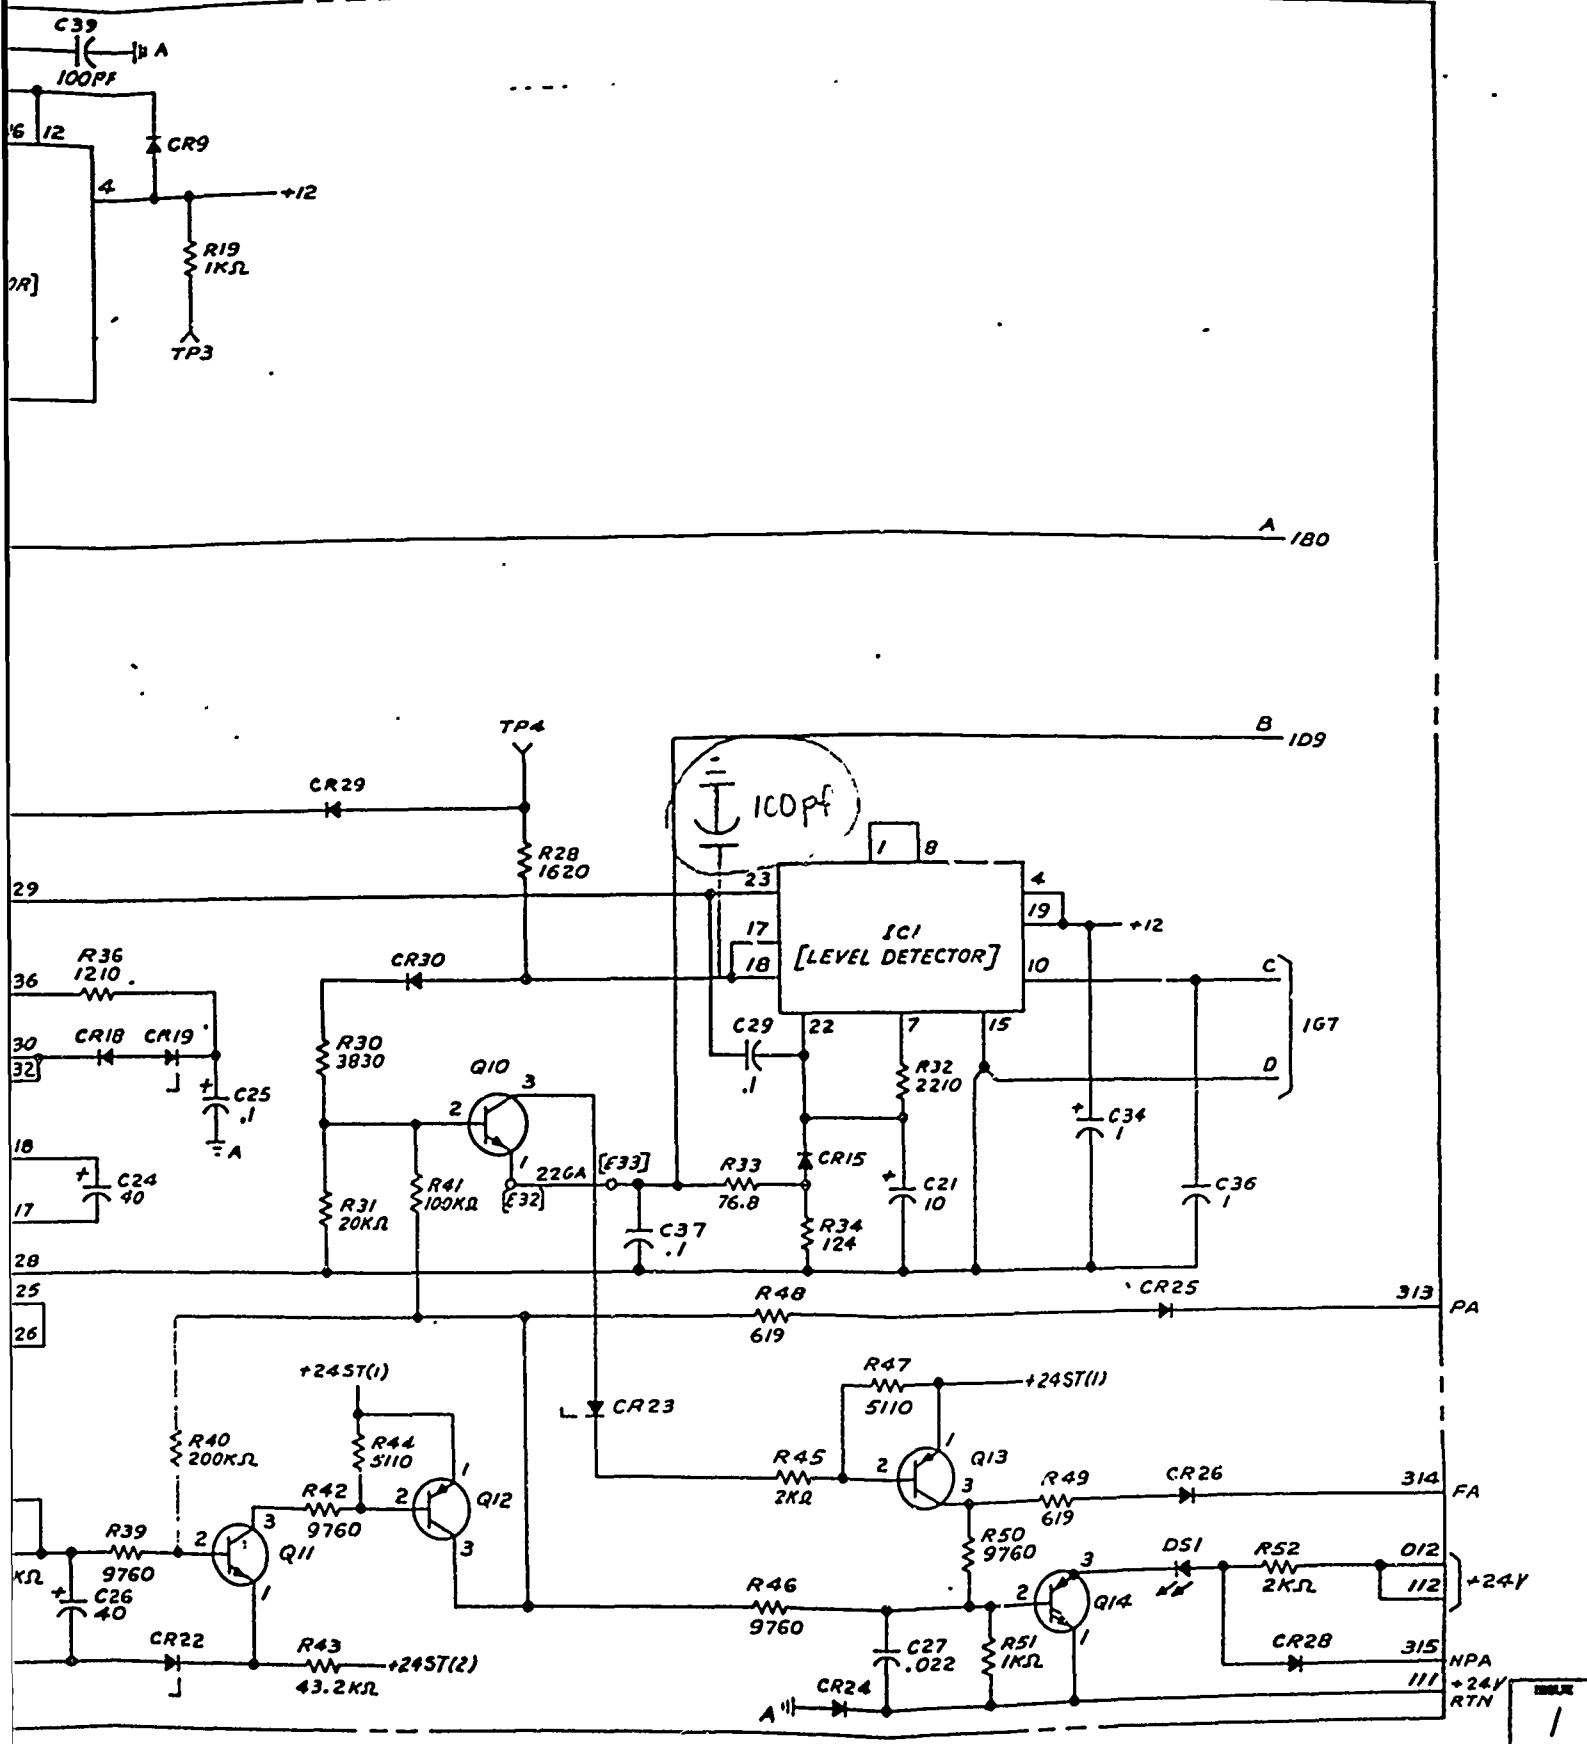 C39
A
100PF
12
CR9
4
+12
R19
1KΩ
TP3
A
1B0
TP4
B
1D9
CR29
100pf
R28
1620
1 8
29
23
4
19
+12
17
IC1
[LEVEL DETECTOR]
R36
1210
CR30
18
10
C
36
1G7
C29
.1
22
7
15
30
32
CR18
CR19
R30
3830
Q10
3
R32
2210
D
C25
.1
A
2
C34
1
18
C24
40
17
1
22GA
[E33]
[E32]
R33
76.8
CR15
C21
10
C36
1
R31
20KΩ
R41
100KΩ
C37
.1
R34
124
28
25
26
R48
619
CR25
313
PA
+24ST(1)
R47
5110
+24ST(1)
CR23
R40
200KΩ
R44
5110
1
R45
2KΩ
2
1
Q13
3
R49
619
CR26
314
FA
R42
9760
2
Q12
3
R39
9760
2
3
Q11
1
R50
9760
DS1
R52
2KΩ
012
112
+24V
KΩ
C26
40
R46
9760
2
3
Q14
1
CR22
R43
43.2KΩ
+24ST(2)
C27
.022
R51
1KΩ
CR28
315
NPA
CR24
A
111
+24V
RTN
ISSUE
1